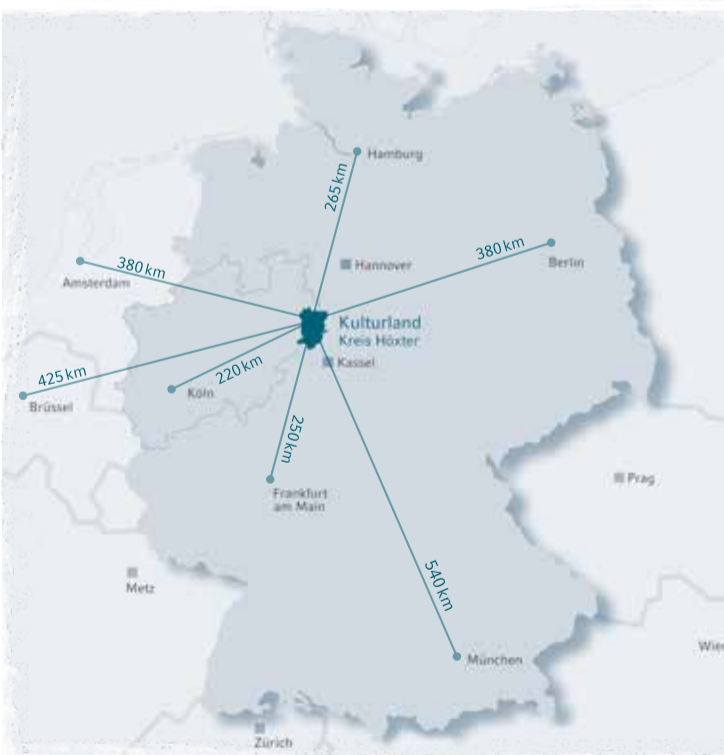 Hamburg
265 km
380 km
Hannover
380 km
Amsterdam
Berlin
Kulturland
Kreis Höxter
Kassel
425 km
220 km
Köln
Brüssel
250 km
Prag
Frankfurt
am Main
540 km
Metz
Wie
München
Zürich